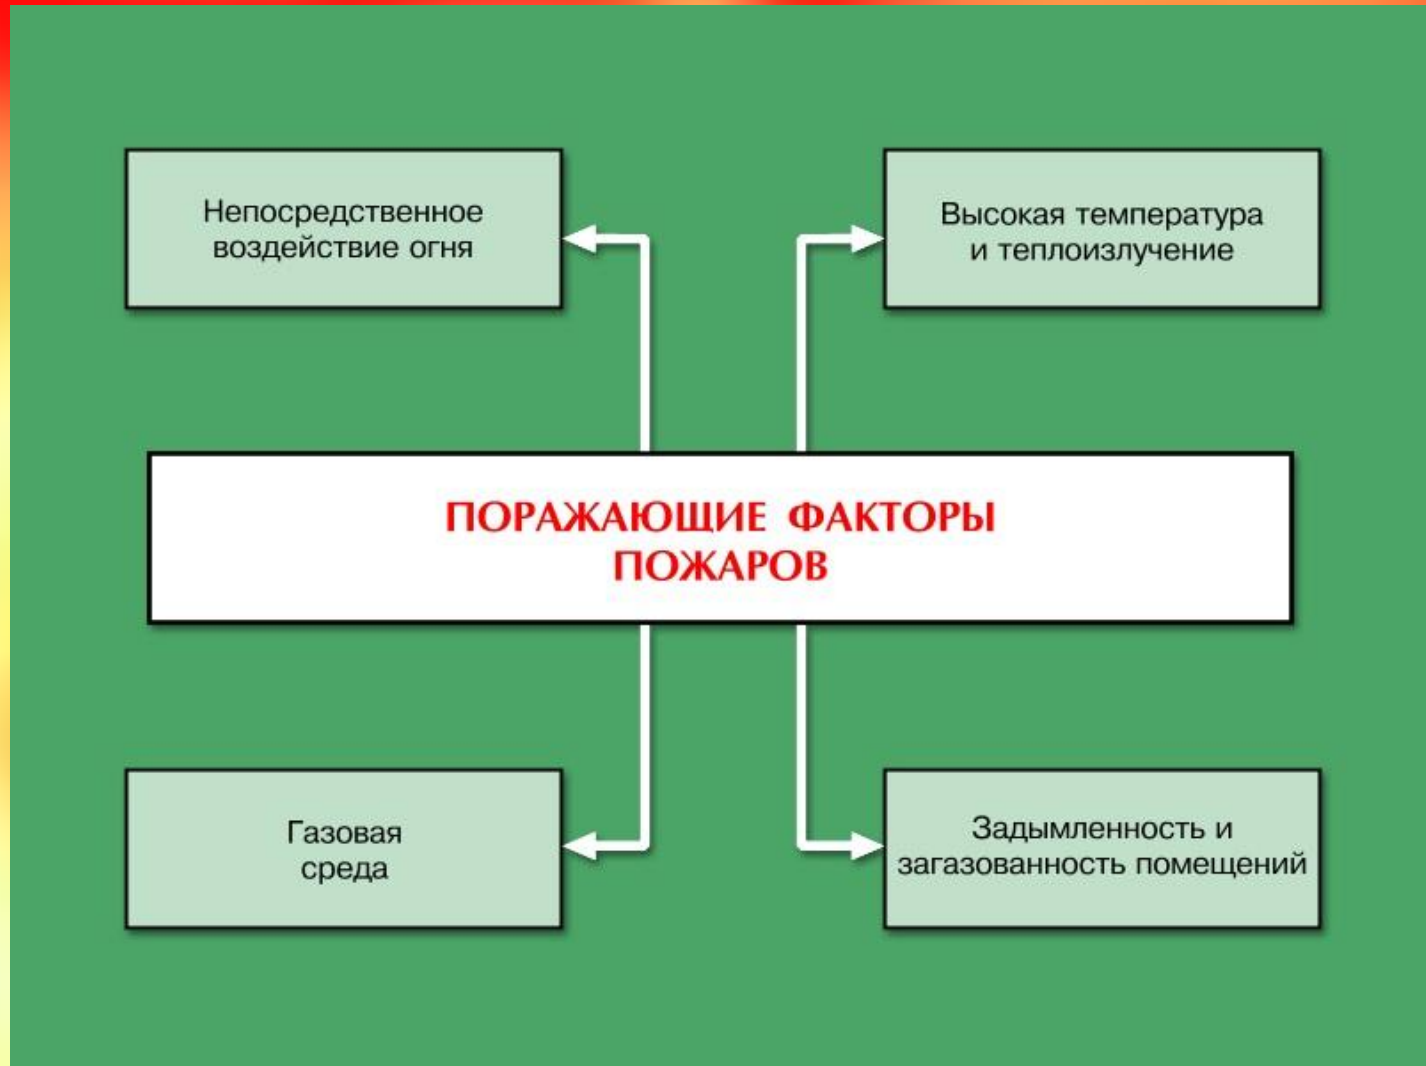 Непосредственное
воздействие огня
Высокая температура
и теплоизлучение
ПОРАЖАЮЩИЕ ФАКТОРЫ
ПОЖАРОВ
Газовая
среда
Задымленность и
загазованность помещений